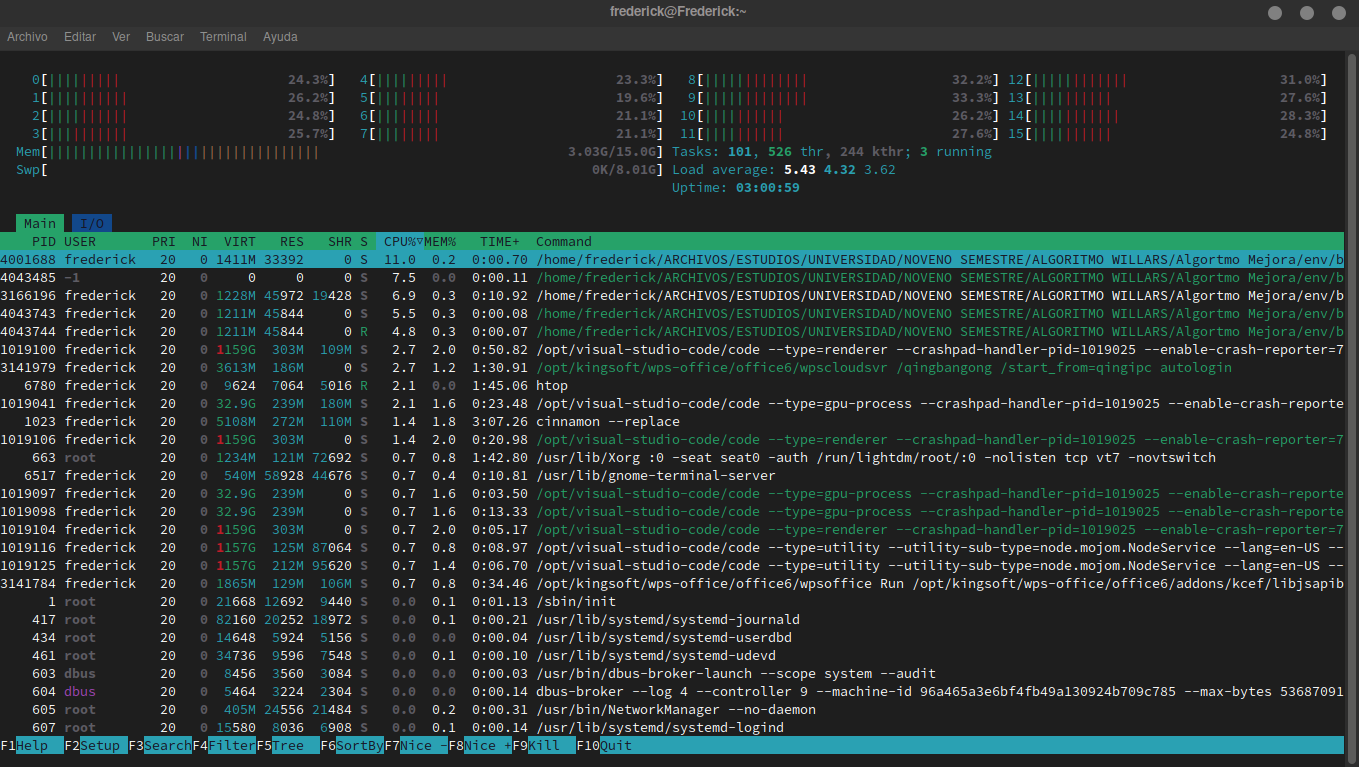 frederick@Frederick:~
Archivo Editar Ver Buscar Terminal Ayuda
0[|||||||||| 24.3%] 4[||||||||| 23.3%] 8[||||||||||||| 32.2%] 12[|||||||||||| 31.0%]
1[||||||||||| 26.2%] 5[|||||||| 19.6%] 9[||||||||||||| 33.3%] 13[||||||||||| 27.6%]
2[|||||||||| 24.8%] 6[|||||||| 21.1%] 10[|||||||||| 26.2%] 14[||||||||||| 28.3%]
3[|||||||||| 25.7%] 7[|||||||| 21.1%] 11[|||||||||| 27.6%] 15[|||||||||| 24.8%]
Mem[|||||||||||||||||||||||||||||||||| 3.03G/15.0G] Tasks: 101, 526 thr, 244 kthr; 3 running
Swp[ 0K/8.01G] Load average: 5.43 4.32 3.62
Uptime: 03:00:59
Main I/O
PID USER PRI NI VIRT RES SHR S CPU%▽MEM% TIME+ Command
4001688 frederick 20 0 1411M 33392 0 S 11.0 0.2 0:00.70 /home/frederick/ARCHIVOS/ESTUDIOS/UNIVERSIDAD/NOVENO SEMESTRE/ALGORITMO WILLARS/Algortmo Mejora/env/b
4043485 -1 20 0 0 0 0 S 7.5 0.0 0:00.11 /home/frederick/ARCHIVOS/ESTUDIOS/UNIVERSIDAD/NOVENO SEMESTRE/ALGORITMO WILLARS/Algortmo Mejora/env/b
3166196 frederick 20 0 1228M 45972 19428 S 6.9 0.3 0:10.92 /home/frederick/ARCHIVOS/ESTUDIOS/UNIVERSIDAD/NOVENO SEMESTRE/ALGORITMO WILLARS/Algortmo Mejora/env/b
4043743 frederick 20 0 1211M 45844 0 S 5.5 0.3 0:00.08 /home/frederick/ARCHIVOS/ESTUDIOS/UNIVERSIDAD/NOVENO SEMESTRE/ALGORITMO WILLARS/Algortmo Mejora/env/b
4043744 frederick 20 0 1211M 45844 0 R 4.8 0.3 0:00.07 /home/frederick/ARCHIVOS/ESTUDIOS/UNIVERSIDAD/NOVENO SEMESTRE/ALGORITMO WILLARS/Algortmo Mejora/env/b
1019100 frederick 20 0 1159G 303M 109M S 2.7 2.0 0:50.82 /opt/visual-studio-code/code --type=renderer --crashpad-handler-pid=1019025 --enable-crash-reporter=7
3141979 frederick 20 0 3613M 186M 0 S 2.7 1.2 1:30.91 /opt/kingsoft/wps-office/office6/wpscloudsvr /qingbangong /start_from=qingipc autologin
6780 frederick 20 0 9624 7064 5016 R 2.1 0.0 1:45.06 htop
1019041 frederick 20 0 32.9G 239M 180M S 2.1 1.6 0:23.48 /opt/visual-studio-code/code --type=gpu-process --crashpad-handler-pid=1019025 --enable-crash-reporte
1023 frederick 20 0 5108M 272M 110M S 1.4 1.8 3:07.26 cinnamon --replace
1019106 frederick 20 0 1159G 303M 0 S 1.4 2.0 0:20.98 /opt/visual-studio-code/code --type=renderer --crashpad-handler-pid=1019025 --enable-crash-reporter=7
663 root 20 0 1234M 121M 72692 S 0.7 0.8 1:42.80 /usr/lib/Xorg :0 -seat seat0 -auth /run/lightdm/root/:0 -nolisten tcp vt7 -novtswitch
6517 frederick 20 0 540M 58928 44676 S 0.7 0.4 0:10.81 /usr/lib/gnome-terminal-server
1019097 frederick 20 0 32.9G 239M 0 S 0.7 1.6 0:03.50 /opt/visual-studio-code/code --type=gpu-process --crashpad-handler-pid=1019025 --enable-crash-reporte
1019098 frederick 20 0 32.9G 239M 0 S 0.7 1.6 0:13.33 /opt/visual-studio-code/code --type=gpu-process --crashpad-handler-pid=1019025 --enable-crash-reporte
1019104 frederick 20 0 1159G 303M 0 S 0.7 2.0 0:05.17 /opt/visual-studio-code/code --type=renderer --crashpad-handler-pid=1019025 --enable-crash-reporter=7
1019116 frederick 20 0 1157G 125M 87064 S 0.7 0.8 0:08.97 /opt/visual-studio-code/code --type=utility --utility-sub-type=node.mojom.NodeService --lang=en-US --
1019125 frederick 20 0 1157G 212M 95620 S 0.7 1.4 0:06.70 /opt/visual-studio-code/code --type=utility --utility-sub-type=node.mojom.NodeService --lang=en-US --
3141784 frederick 20 0 1865M 129M 106M S 0.7 0.8 0:34.46 /opt/kingsoft/wps-office/office6/wpsoffice Run /opt/kingsoft/wps-office/office6/addons/kcef/libjsapib
1 root 20 0 21668 12692 9440 S 0.0 0.1 0:01.13 /sbin/init
417 root 20 0 82160 20252 18972 S 0.0 0.1 0:00.21 /usr/lib/systemd/systemd-journald
434 root 20 0 14648 5924 5156 S 0.0 0.0 0:00.04 /usr/lib/systemd/systemd-userdbd
461 root 20 0 34736 9596 7548 S 0.0 0.1 0:00.10 /usr/lib/systemd/systemd-udevd
603 dbus 20 0 8456 3560 3084 S 0.0 0.0 0:00.03 /usr/bin/dbus-broker-launch --scope system --audit
604 dbus 20 0 5464 3224 2304 S 0.0 0.0 0:00.14 dbus-broker --log 4 --controller 9 --machine-id 96a465a3e6bf4fb49a130924b709c785 --max-bytes 53687091
605 root 20 0 405M 24556 21484 S 0.0 0.2 0:00.31 /usr/bin/NetworkManager --no-daemon
607 root 20 0 15580 8036 6908 S 0.0 0.1 0:00.14 /usr/lib/systemd/systemd-logind
F1Help F2Setup F3SearchF4FilterF5Tree F6SortByF7Nice -F8Nice +F9Kill F10Quit